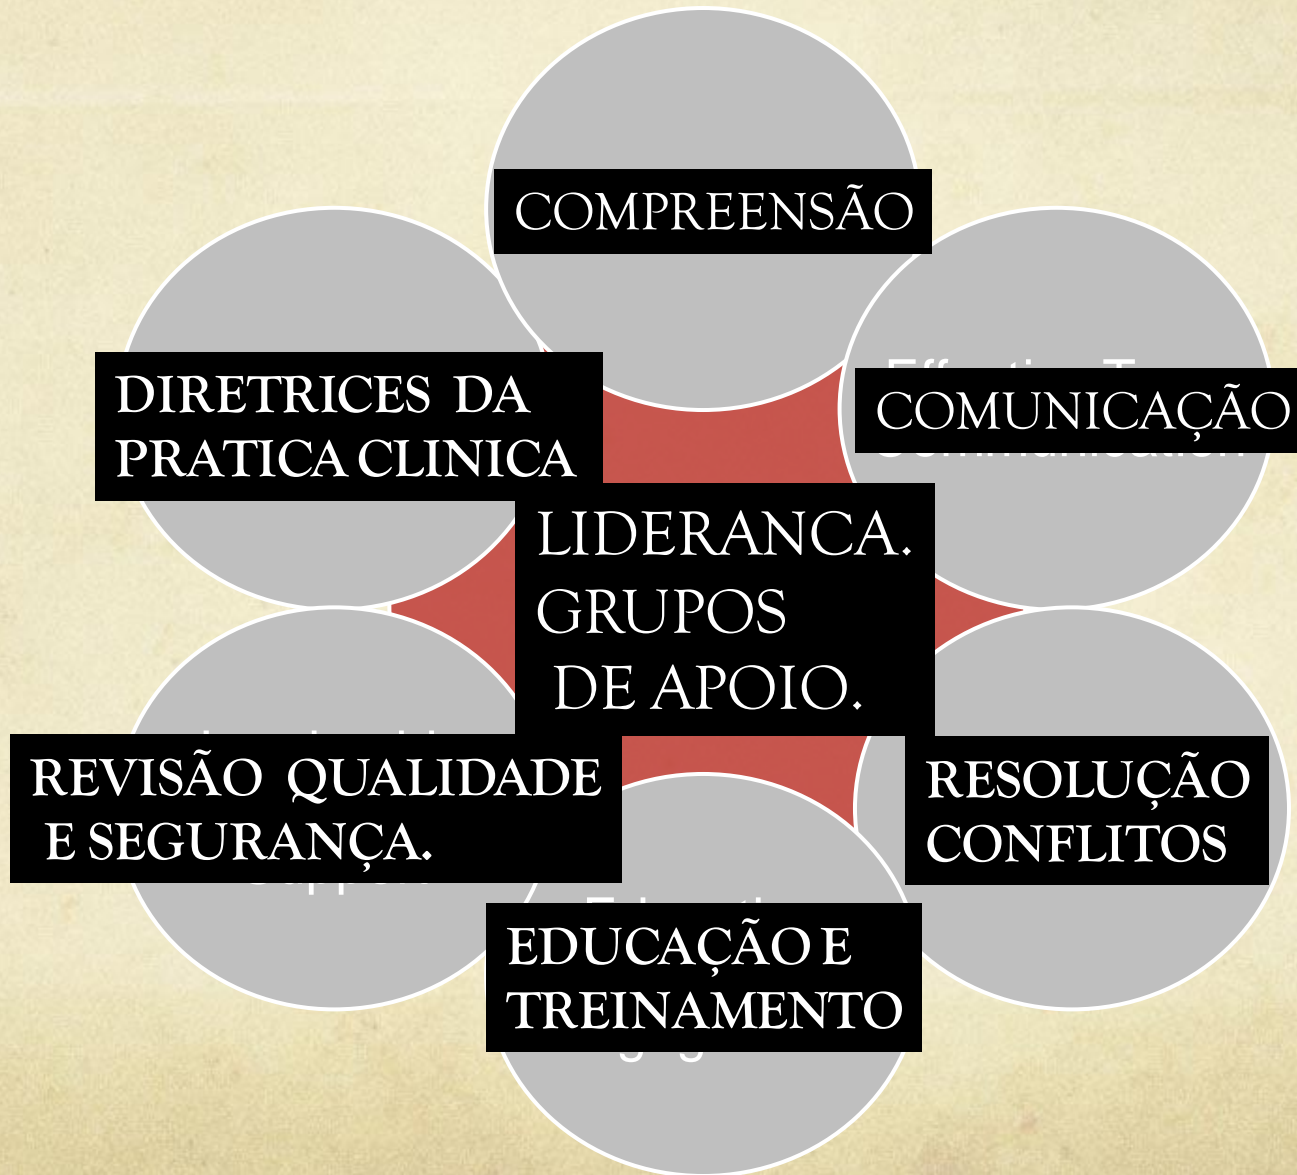 COMPREENSÃO
DIRETRICES DA
PRATICA CLINICA
COMUNICAÇÃO
LIDERANCA.
GRUPOS
DE APOIO.
REVISÃO QUALIDADE
E SEGURANÇA.
RESOLUÇÃO
CONFLITOS
EDUCAÇÃO E
TREINAMENTO